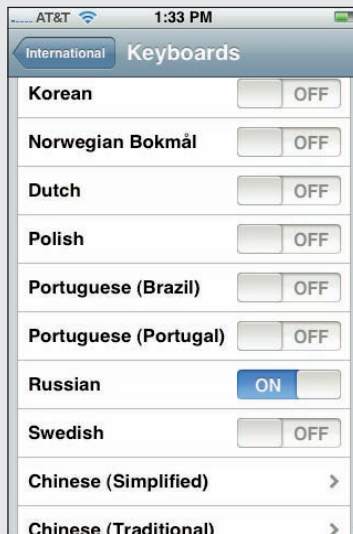 AT&T 1:33 PM
International Keyboards
Korean OFF
Norwegian Bokmål OFF
Dutch OFF
Polish OFF
Portuguese (Brazil) OFF
Portuguese (Portugal) OFF
Russian ON
Swedish OFF
Chinese (Simplified)
Chinese (Traditional)